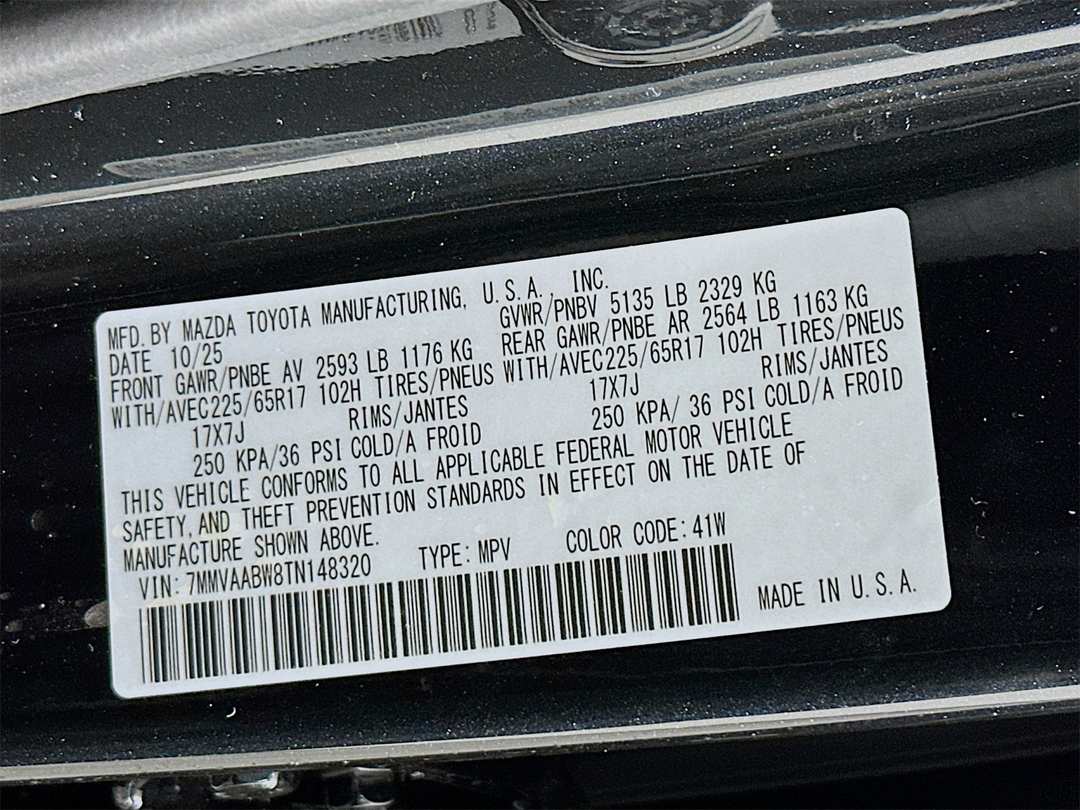 MFD. BY MAZDA TOYOTA MANUFACTURING, U.S.A., INC.
DATE 10/25 GVWR/PNBV 5135 LB 2329 KG
FRONT GAWR/PNBE AV 2593 LB 1176 KG REAR GAWR/PNBE AR 2564 LB 1163 KG
WITH/AVEC225/65R17 102H TIRES/PNEUS WITH/AVEC225/65R17 102H TIRES/PNEUS
17X7J RIMS/JANTES 17X7J RIMS/JANTES
250 KPA/36 PSI COLD/A FROID 250 KPA/ 36 PSI COLD/A FROID
THIS VEHICLE CONFORMS TO ALL APPLICABLE FEDERAL MOTOR VEHICLE
SAFETY, AND THEFT PREVENTION STANDARDS IN EFFECT ON THE DATE OF
MANUFACTURE SHOWN ABOVE.
VIN: 7MMVAABW8TN148320 TYPE: MPV COLOR CODE: 41W
MADE IN U.S.A.